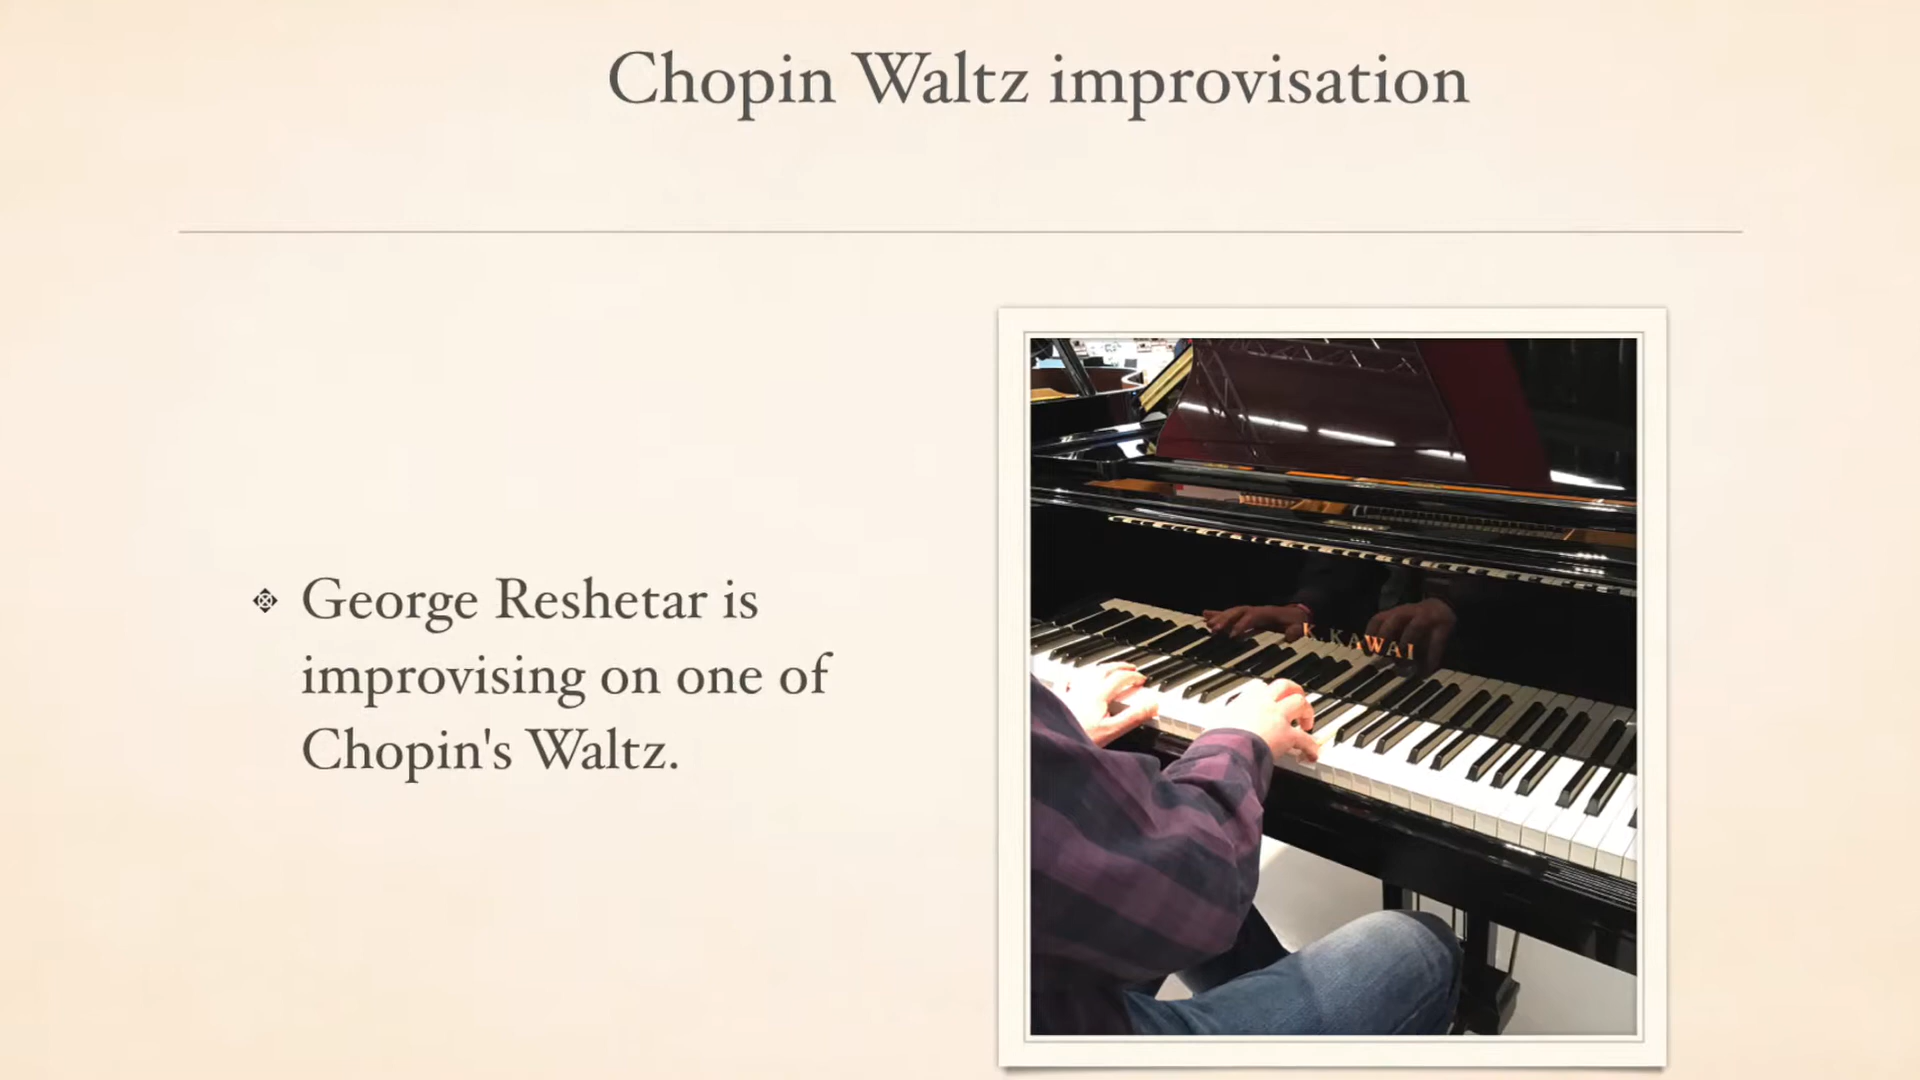 Chopin Waltz improvisation
George Reshetar is
improvising on one of
Chopin's Waltz.
K.KAWAI